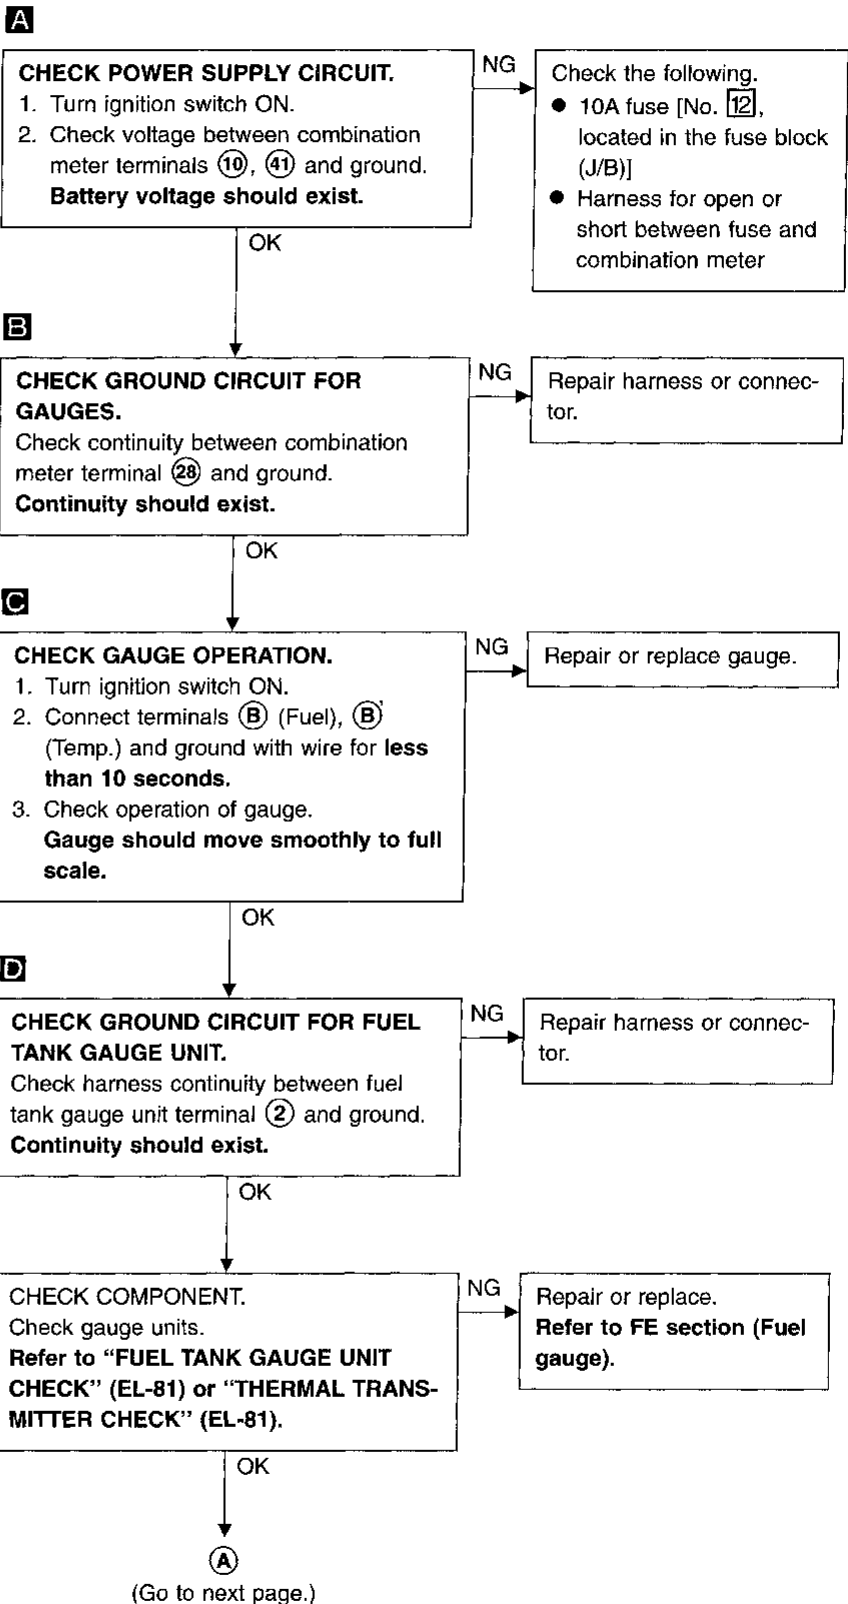 A
CHECK POWER SUPPLY CIRCUIT.
1. Turn ignition switch ON.
2. Check voltage between combination
meter terminals ⑩, ㊶ and ground.
Battery voltage should exist.
NG
Check the following.
● 10A fuse [No. 12,
located in the fuse block
(J/B)]
● Harness for open or
short between fuse and
combination meter
OK
B
CHECK GROUND CIRCUIT FOR
GAUGES.
Check continuity between combination
meter terminal ㉘ and ground.
Continuity should exist.
NG
Repair harness or connec-
tor.
OK
C
CHECK GAUGE OPERATION.
1. Turn ignition switch ON.
2. Connect terminals Ⓑ (Fuel), Ⓑ'
(Temp.) and ground with wire for less
than 10 seconds.
3. Check operation of gauge.
Gauge should move smoothly to full
scale.
NG
Repair or replace gauge.
OK
D
CHECK GROUND CIRCUIT FOR FUEL
TANK GAUGE UNIT.
Check harness continuity between fuel
tank gauge unit terminal ② and ground.
Continuity should exist.
NG
Repair harness or connec-
tor.
OK
CHECK COMPONENT.
Check gauge units.
Refer to “FUEL TANK GAUGE UNIT
CHECK” (EL-81) or “THERMAL TRANS-
MITTER CHECK” (EL-81).
NG
Repair or replace.
Refer to FE section (Fuel
gauge).
OK
Ⓐ
(Go to next page.)